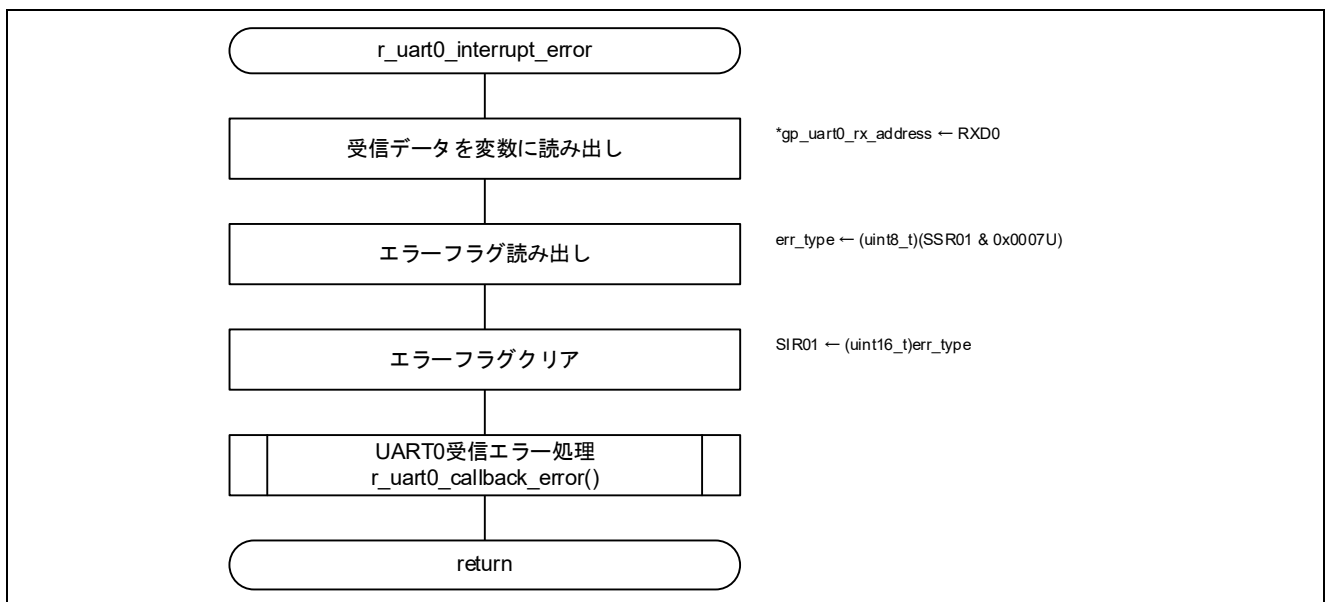 r_uart0_interrupt_error
受信データを変数に読み出し
*gp_uart0_rx_address ← RXD0
エラーフラグ読み出し
err_type ← (uint8_t)(SSR01 & 0x0007U)
エラーフラグクリア
SIR01 ← (uint16_t)err_type
UART0受信エラー処理
r_uart0_callback_error()
return